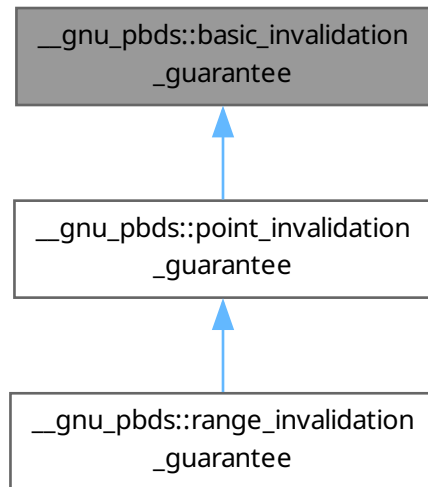 __gnu_pbds::basic_invalidation
_guarantee
__gnu_pbds::point_invalidation
_guarantee
__gnu_pbds::range_invalidation
_guarantee